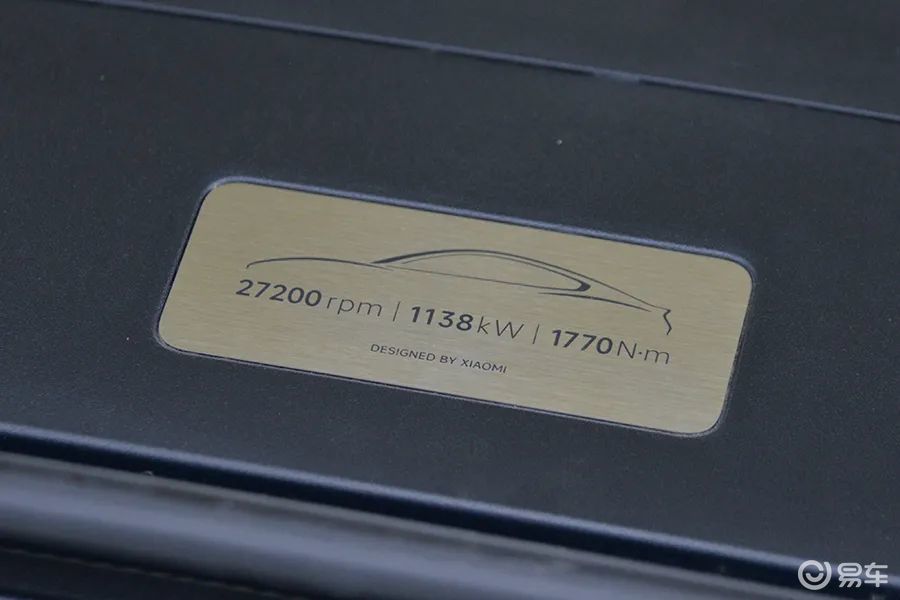 27200 rpm | 1138 kW | 1770 N·m
DESIGNED BY XIAOMI
易车